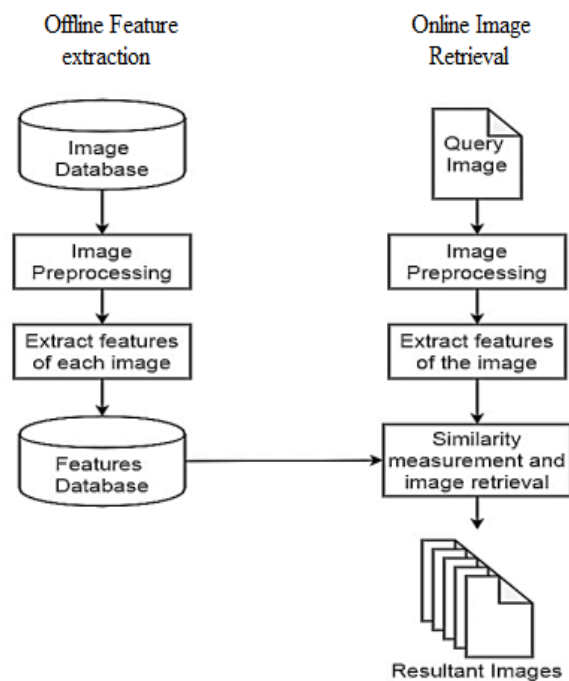 Offline Feature
extraction
Image
Database
Image
Preprocessing
Extract features
of each image
Features
Database
Online Image
Retrieval
Query
Image
Image
Preprocessing
Extract features
of the image
Similarity
measurement and
image retrieval
Resultant Images